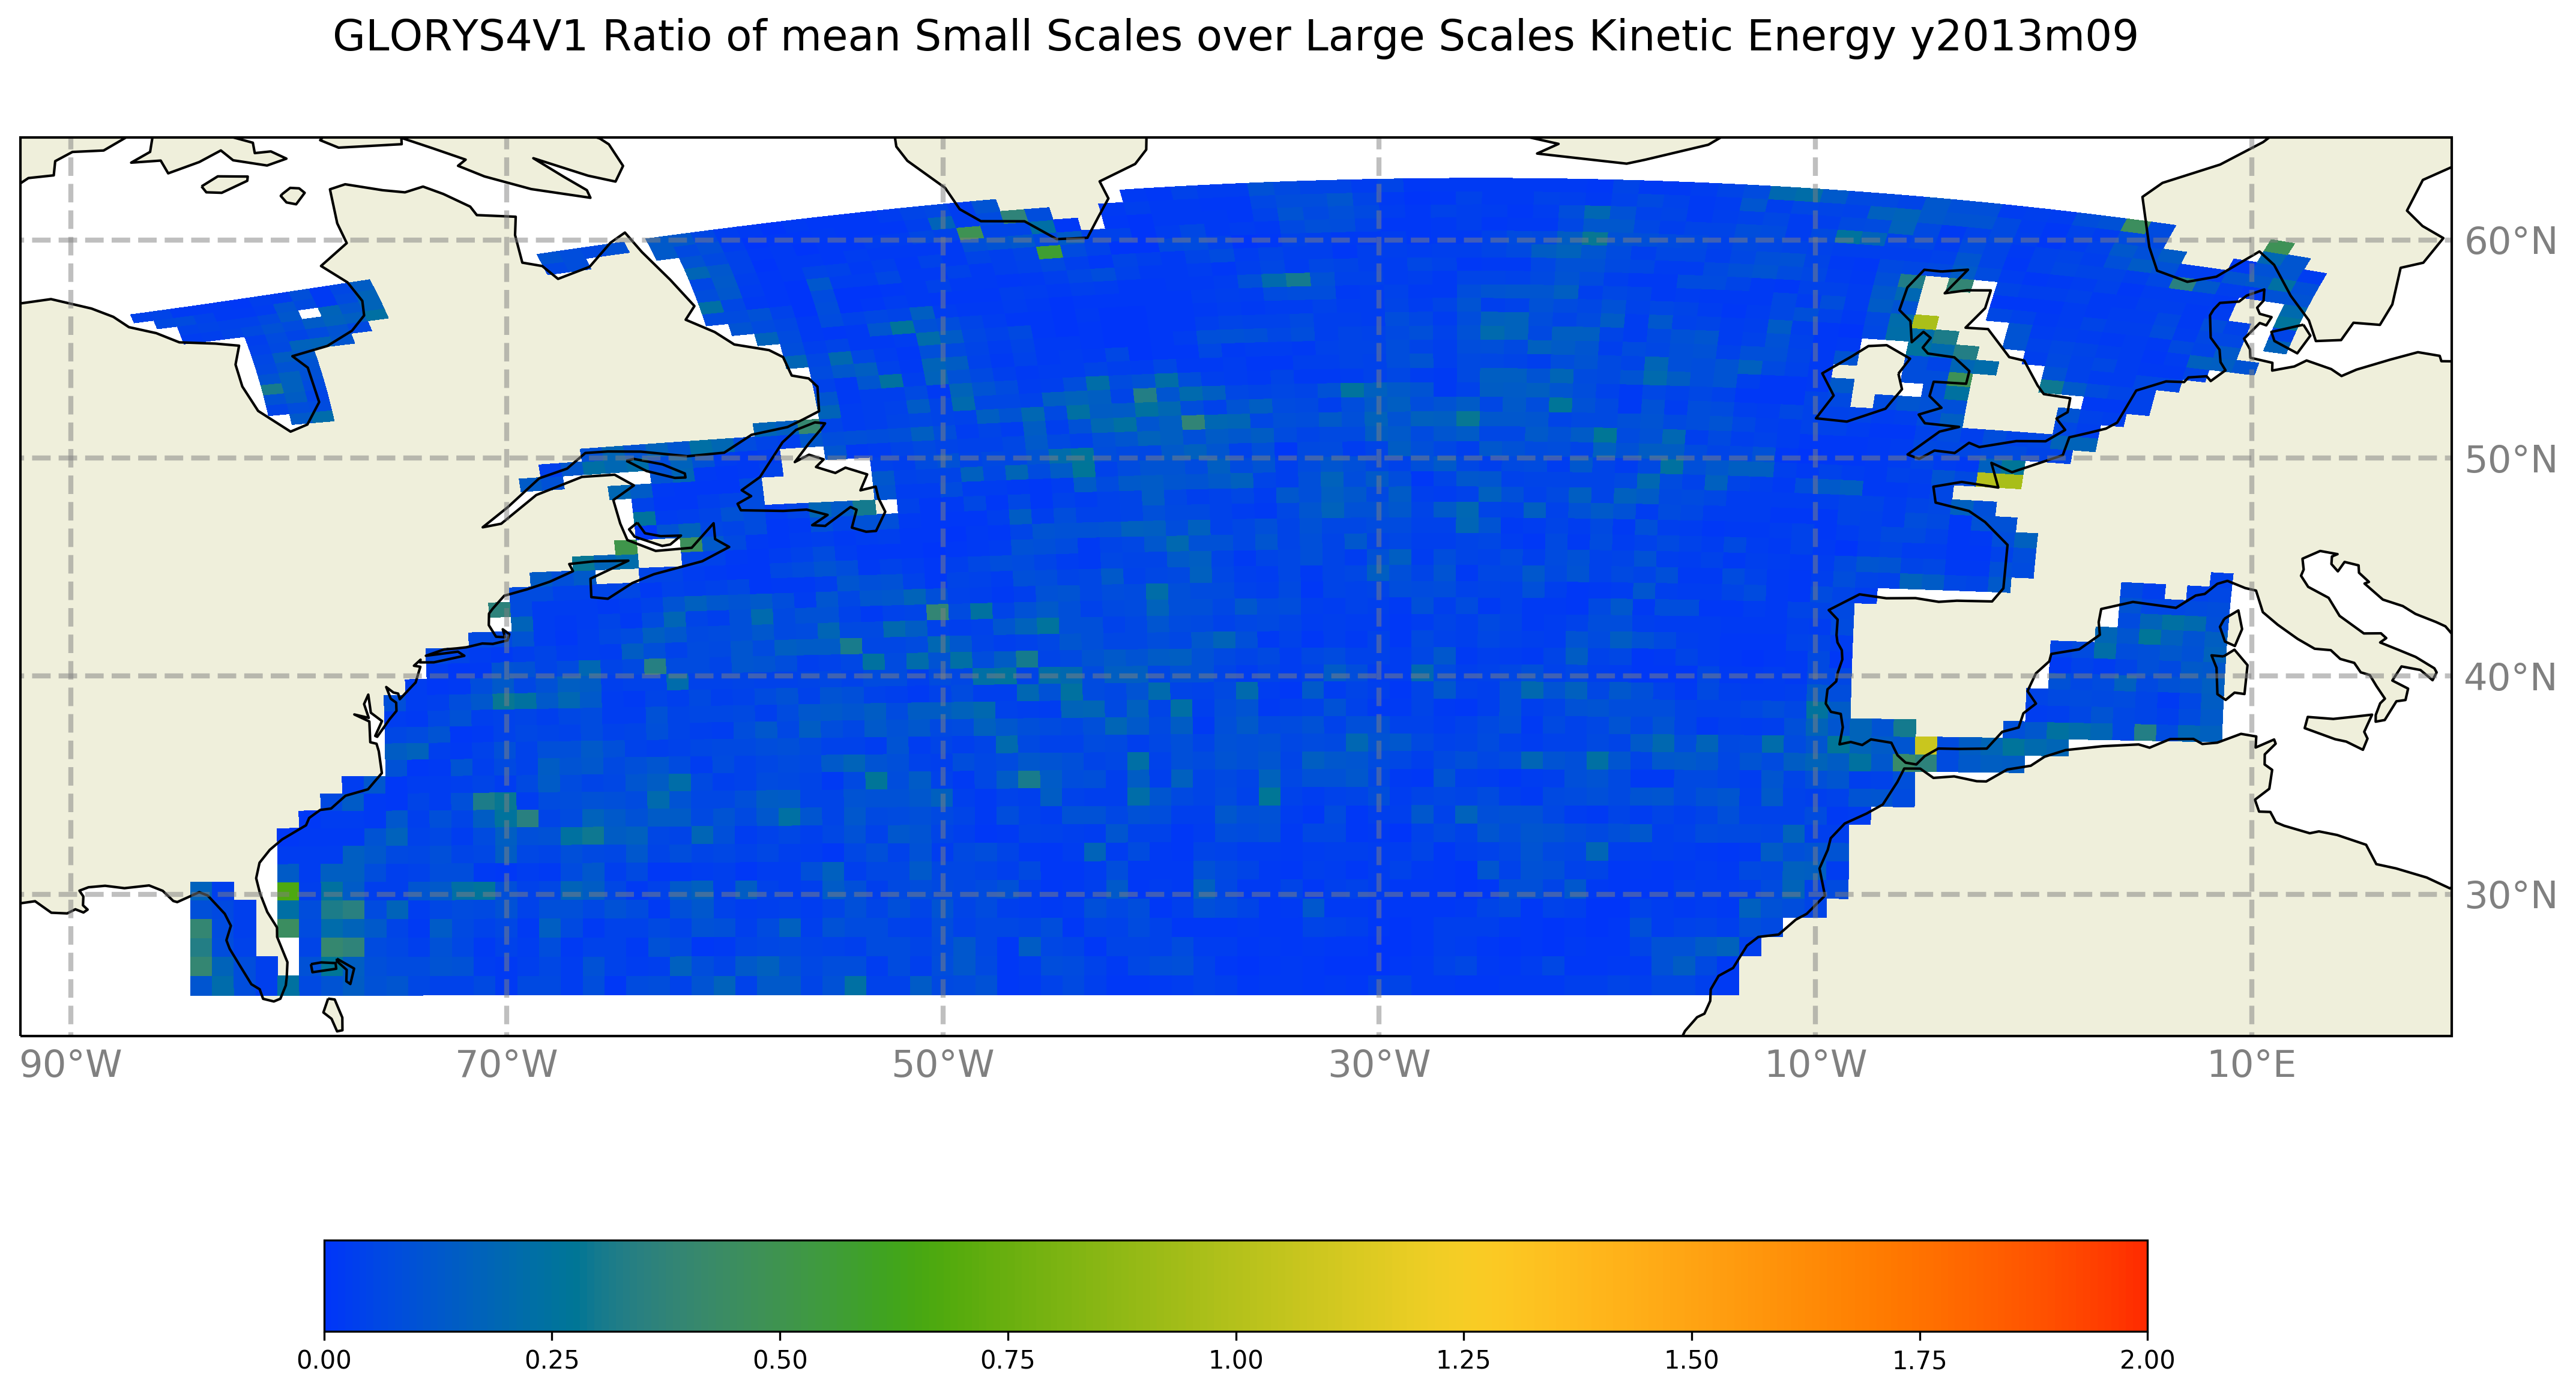 GLORYS4V1 Ratio of mean Small Scales over Large Scales Kinetic Energy y2013m09
60°N
50°N
40°N
30°N
90°W 70°W 50°W 30°W 10°W 10°E
0.00 0.25 0.50 0.75 1.00 1.25 1.50 1.75 2.00